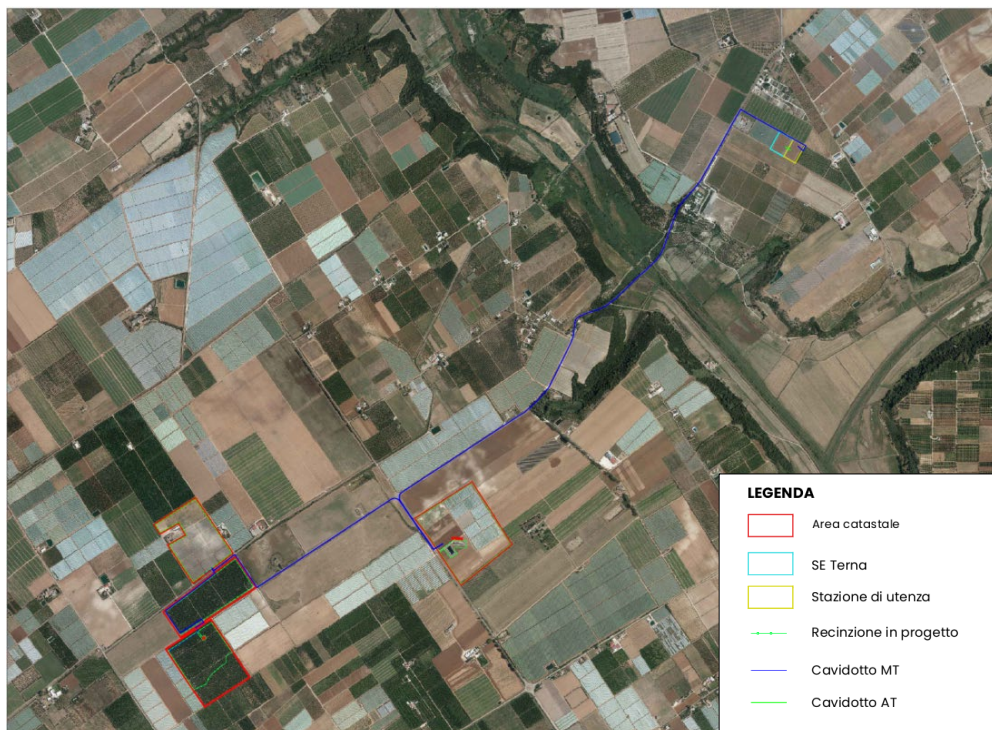 LEGENDA
Area catastale
SE Terna
Stazione di utenza
Recinzione in progetto
Cavidotto MT
Cavidotto AT